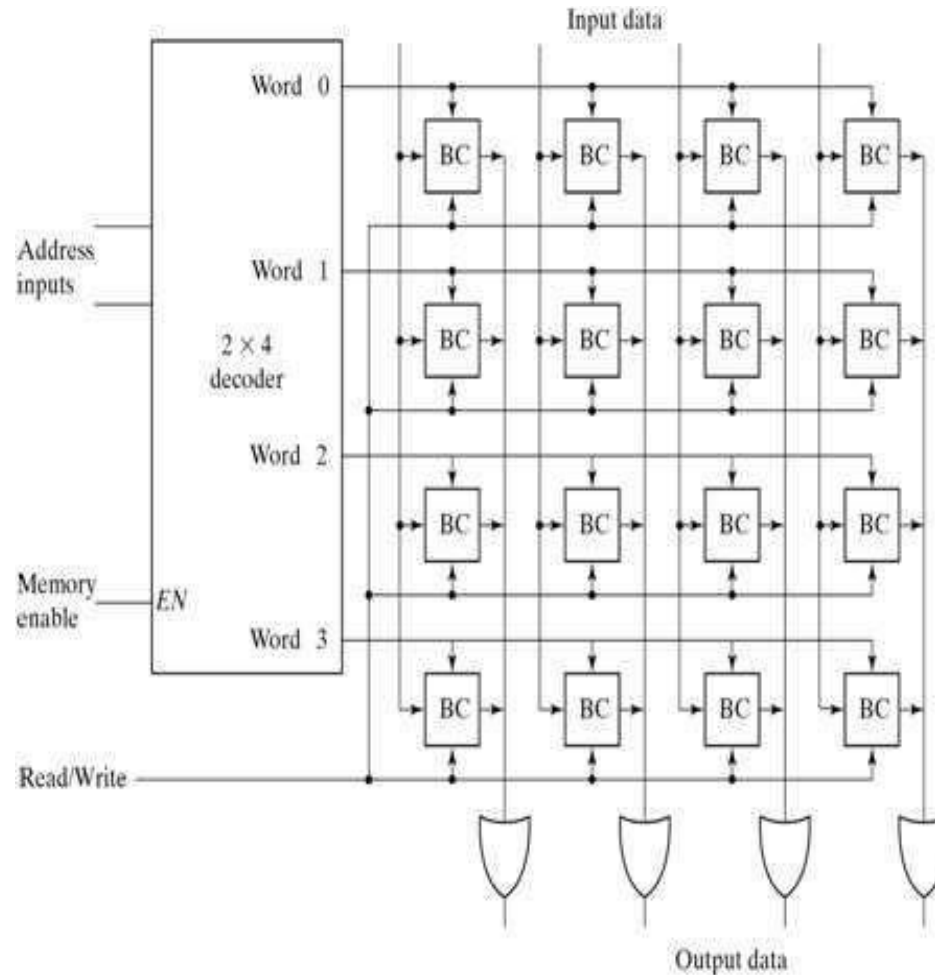 Input data
Word 0
BC BC BC BC
Address
inputs
Word 1
2 × 4
decoder
BC BC BC BC
Word 2
BC BC BC BC
Memory
enable
EN
Word 3
BC BC BC BC
Read/Write
Output data